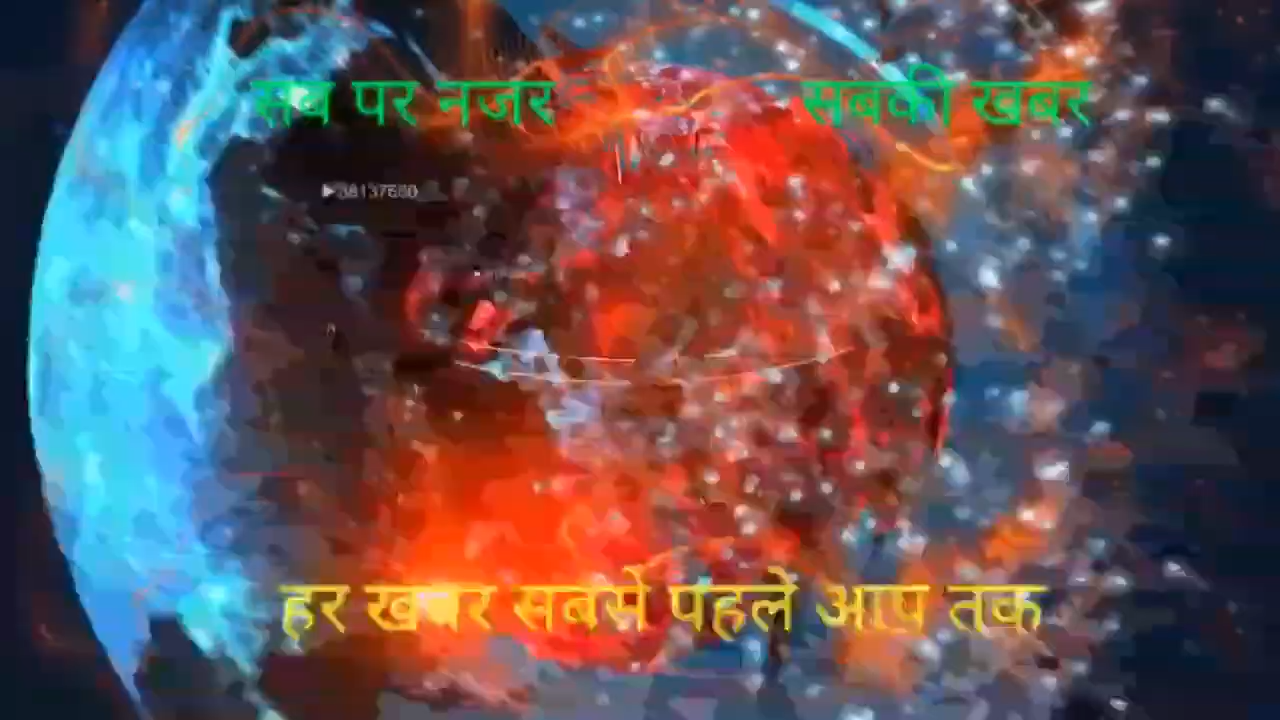 सब पर नजर सबकी खबर
हर खबर सबसे पहले आप तक